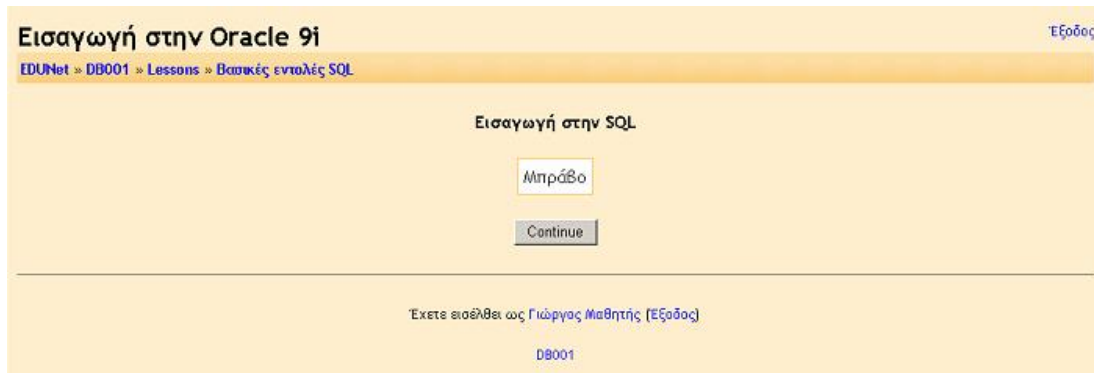 Εισαγωγή στην Oracle 9i
Έξοδος
EDUNet » DB001 » Lessons » Βασικές εντολές SQL
Εισαγωγή στην SQL
Μπράβο
Continue
Έχετε εισέλθει ως Γιώργος Μαθητής (Έξοδος)
DB001